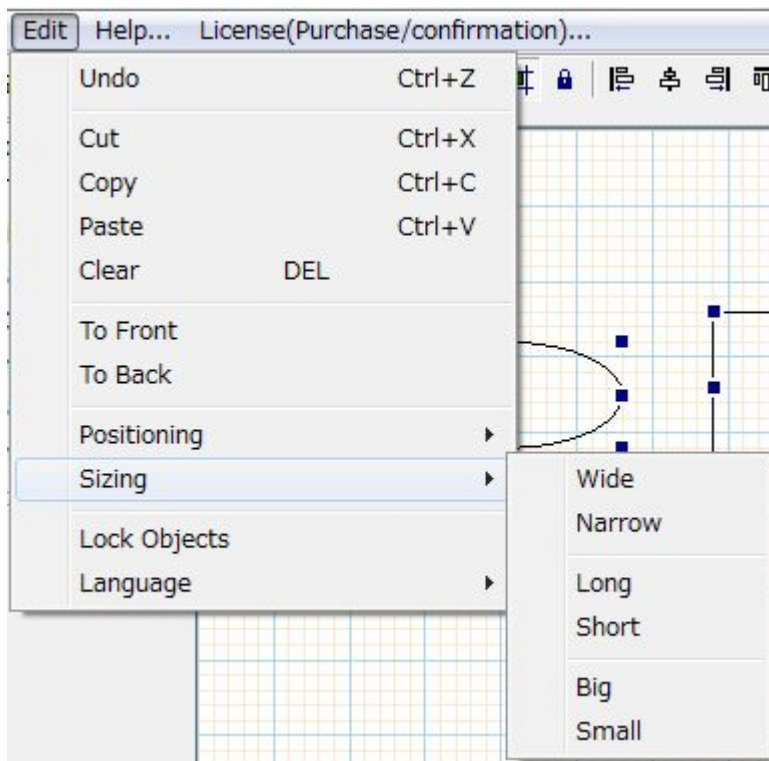 Edit Help... License(Purchase/confirmation)...
Undo Ctrl+Z
Cut Ctrl+X
Copy Ctrl+C
Paste Ctrl+V
Clear DEL
To Front
To Back
Positioning
Sizing
Wide
Narrow
Lock Objects
Language
Long
Short
Big
Small